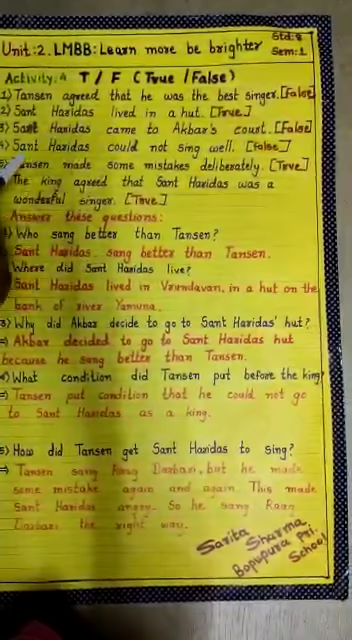 Std:8
Unit:2. LMBB: Learn more be brighter Sem:1
Activity:4 T / F (True /False)
1) Tansen agreed that he was the best singer.[False]
2) Sant Haridas lived in a hut. [True]
3) Sant Haridas came to Akbar's court. [False]
4) Sant Haridas could not sing well. [False]
5) Tansen made some mistakes deliberately. [True]
The king agreed that Sant Haridas was a
wonderful singer. [True]
Answer these questions:
1) Who sang better than Tansen?
Sant Haridas. sang better than Tansen.
Where did Sant Haridas live?
Sant Haridas lived in Vrundavan, in a hut on the
bank of river Yamuna.
3) Why did Akbar decide to go to Sant Haridas' hut?
⇒ Akbar decided to go to Sant Haridas hut
because he sang better than Tansen.
4) What condition did Tansen put before the king?
⇒ Tansen put condition that he could not go
to Sant Haridas as a king.
5) How did Tansen get Sant Haridas to sing?
⇒ Tansen sang Raag Darbari, but he made
some mistake again and again. This made
Sant Haridas angry. So he sang Raag
Darbari the right way.
Sarita Sharma
Bopupura Pri.
School